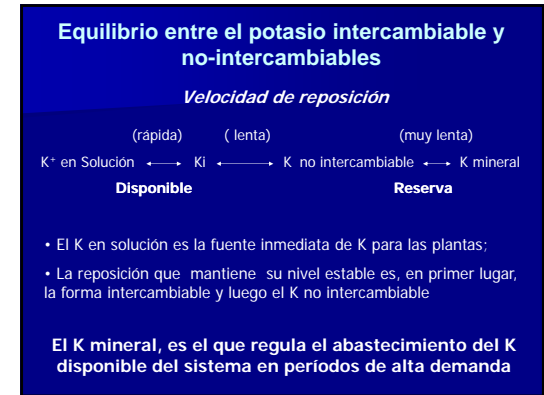 Equilibrio entre el potasio intercambiable y
no-intercambiables
Velocidad de reposición
(rápida) ( lenta) (muy lenta)
K+ en Solución ⟷ Ki ⟷ K no intercambiable ⟷ K mineral
Disponible Reserva
• El K en solución es la fuente inmediata de K para las plantas;
• La reposición que mantiene su nivel estable es, en primer lugar,
la forma intercambiable y luego el K no intercambiable
El K mineral, es el que regula el abastecimiento del K
disponible del sistema en períodos de alta demanda